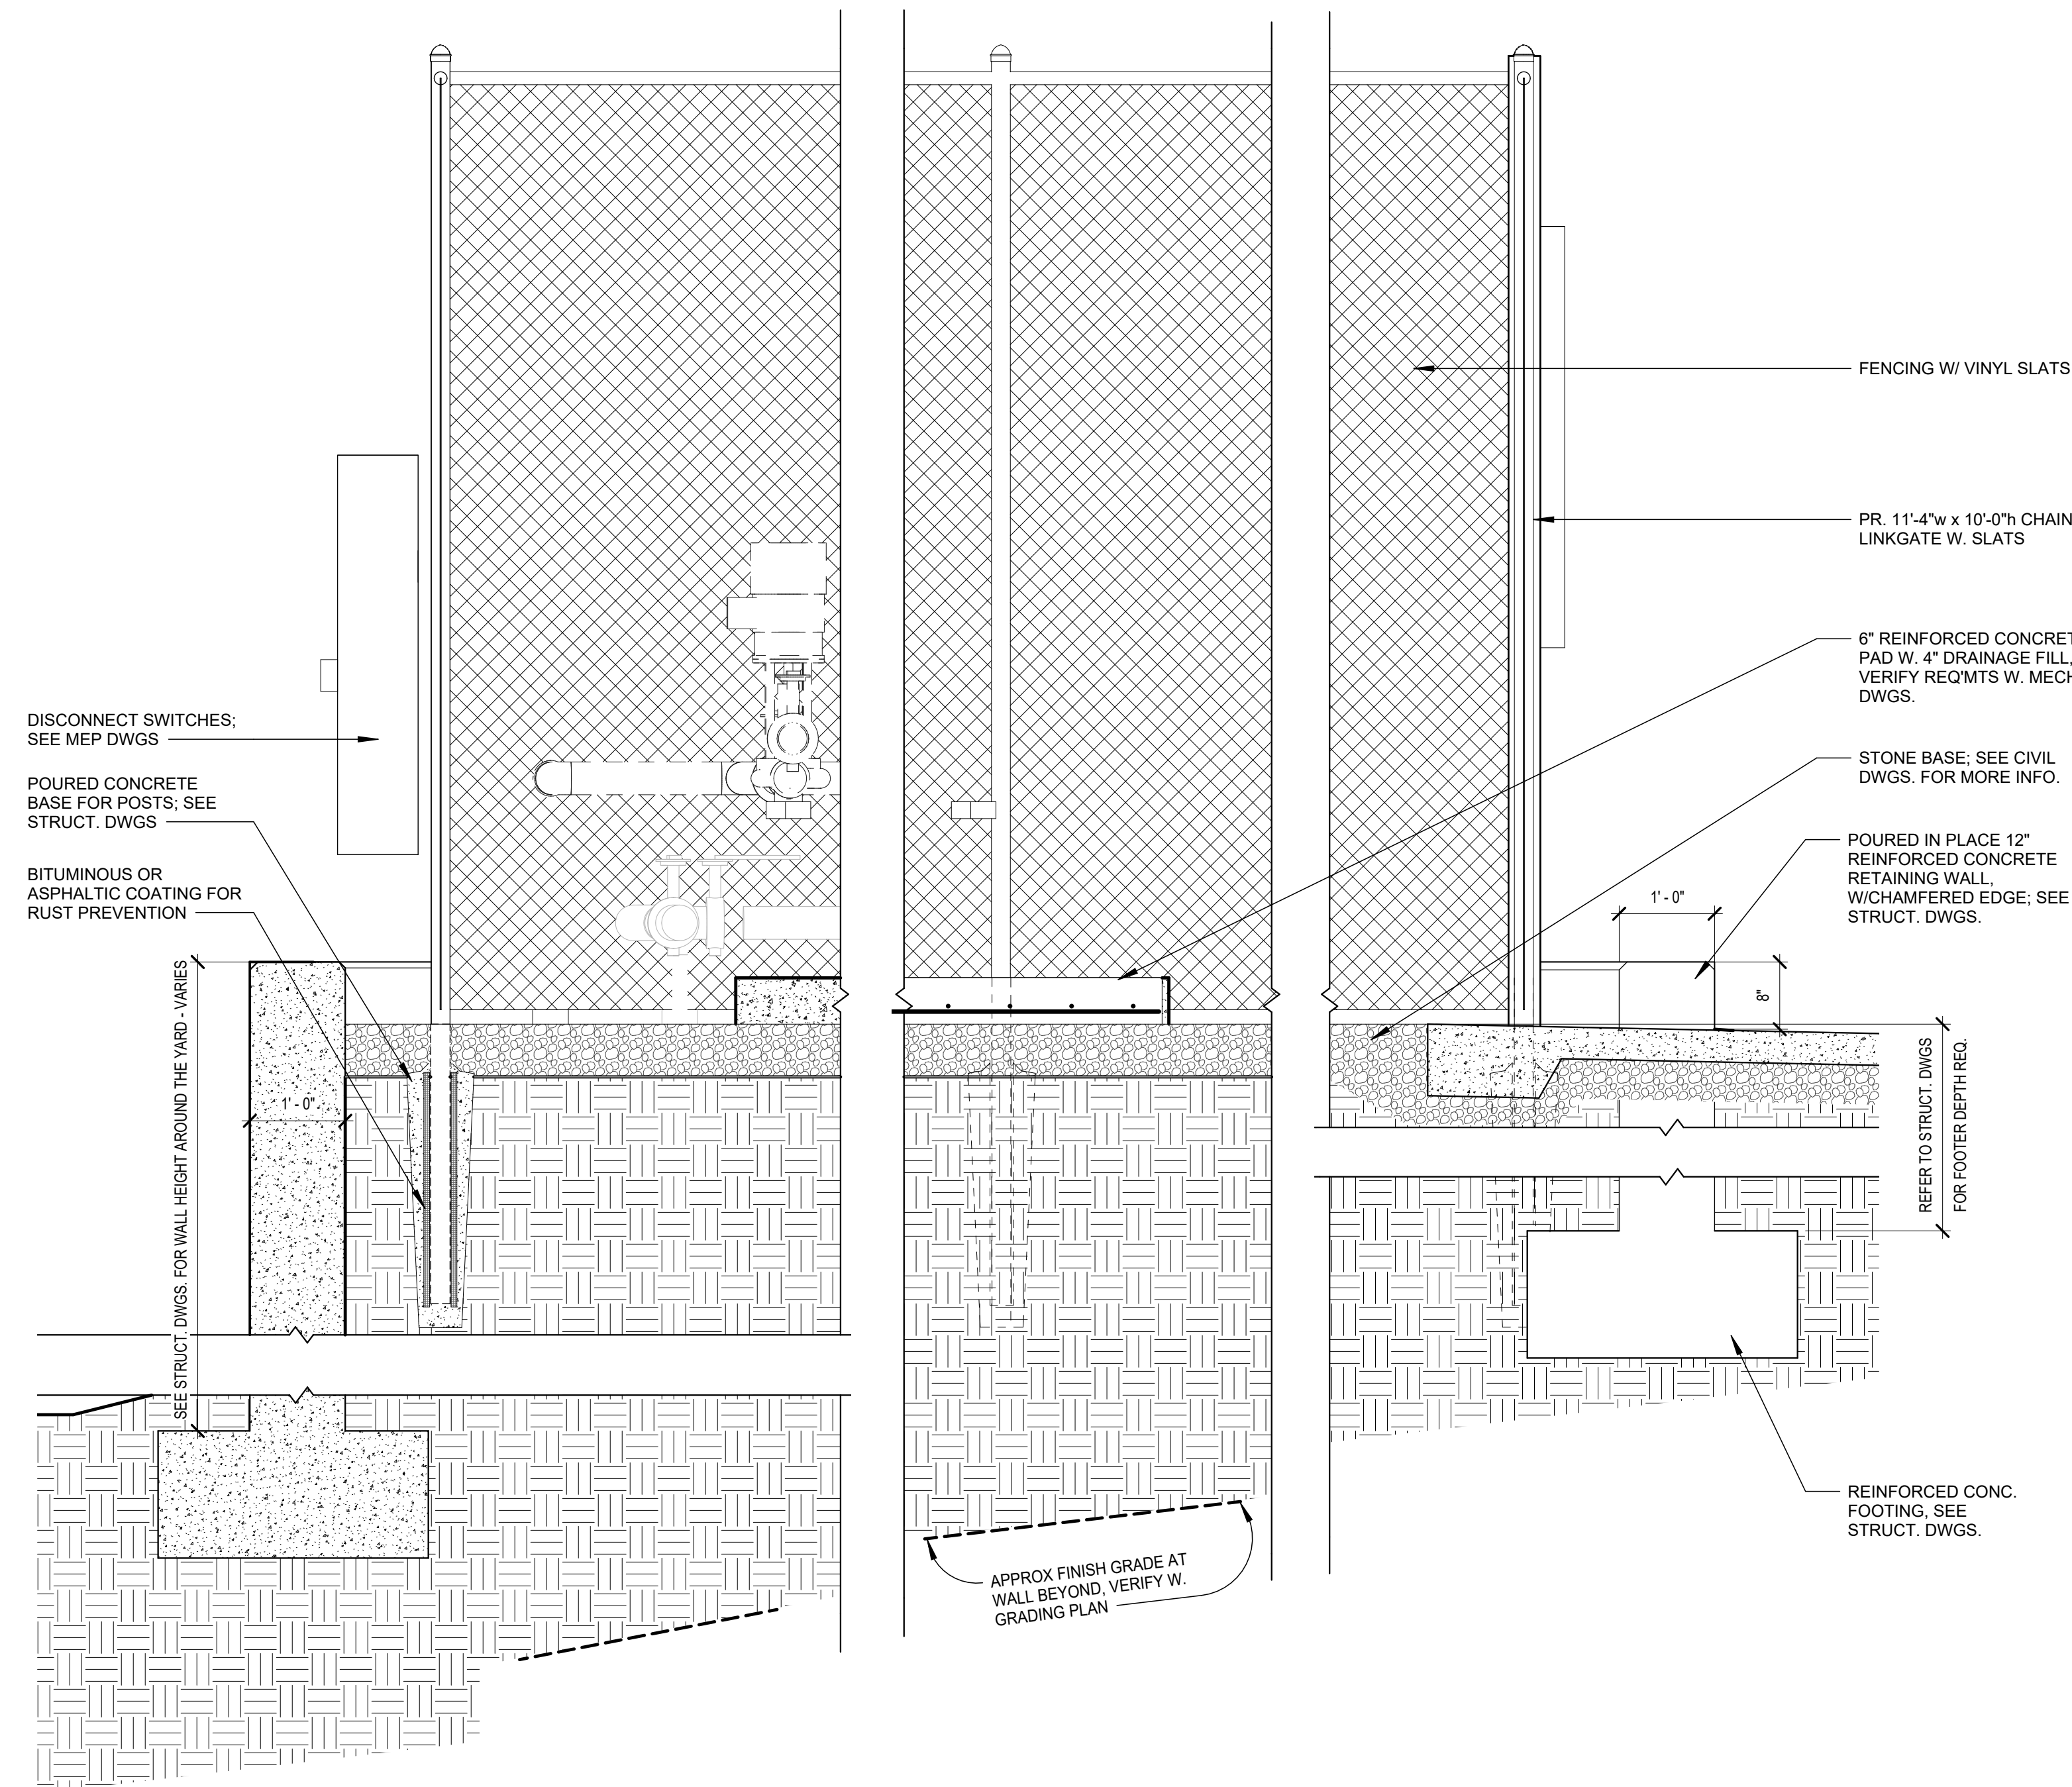 FENCING W/ VINYL SLATS
PR. 11'-4"w x 10'-0"h CHAIN
LINKGATE W. SLATS
6" REINFORCED CONCRET
PAD W. 4" DRAINAGE FILL,
VERIFY REQ'MTS W. MECH
DWGS.
DISCONNECT SWITCHES;
SEE MEP DWGS
STONE BASE; SEE CIVIL
DWGS. FOR MORE INFO.
POURED CONCRETE
BASE FOR POSTS; SEE
STRUCT. DWGS
POURED IN PLACE 12"
REINFORCED CONCRETE
RETAINING WALL,
W/CHAMFERED EDGE; SEE
STRUCT. DWGS.
BITUMINOUS OR
ASPHALTIC COATING FOR
RUST PREVENTION
1' - 0"
8"
SEE STRUCT. DWGS. FOR WALL HEIGHT AROUND THE YARD - VARIES
1' - 0"
REFER TO STRUCT. DWGS
FOR FOOTER DEPTH REQ.
REINFORCED CONC.
FOOTING, SEE
STRUCT. DWGS.
APPROX FINISH GRADE AT
WALL BEYOND, VERIFY W.
GRADING PLAN